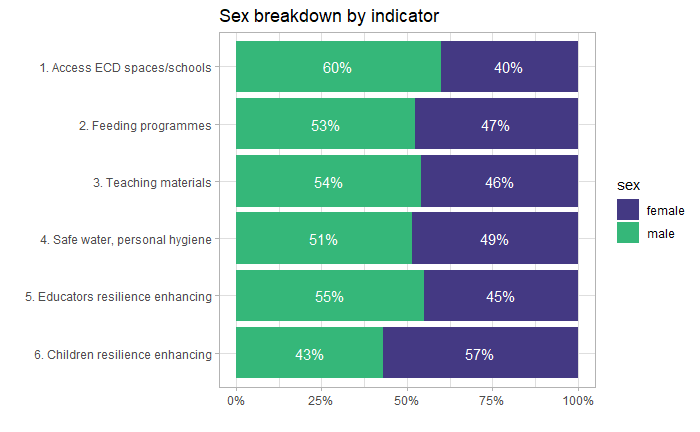 Sex breakdown by indicator
1. Access ECD spaces/schools
60% 40%
2. Feeding programmes
53% 47%
3. Teaching materials
54% 46%
4. Safe water, personal hygiene
51% 49%
5. Educators resilience enhancing
55% 45%
6. Children resilience enhancing
43% 57%
0% 25% 50% 75% 100%
sex
female
male